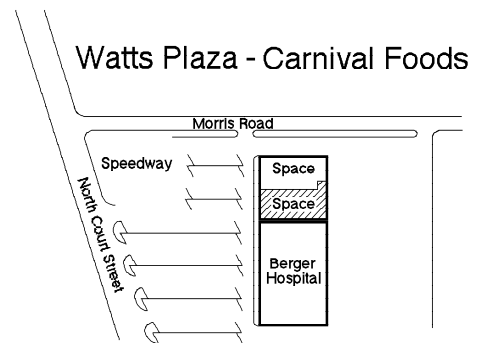 Watts Plaza - Carnival Foods
Morris Road
Speedway
Space
Space
North Court Street
Berger
Hospital